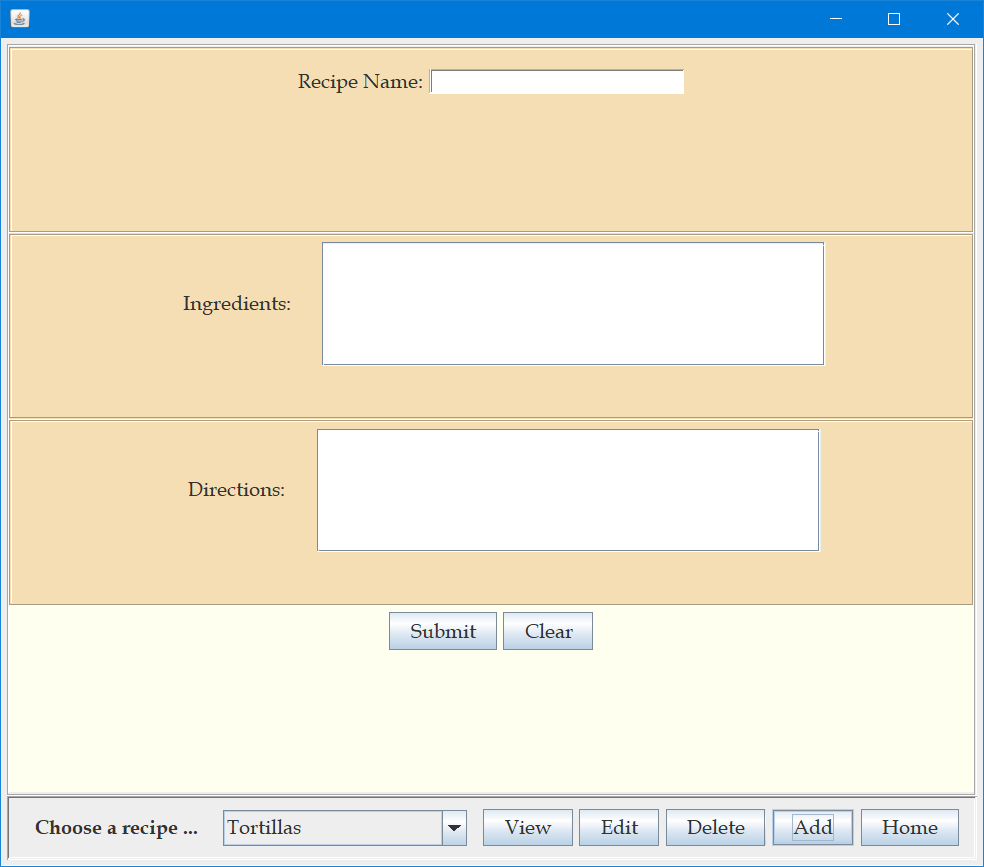 Recipe Name:
Ingredients:
Directions:
Submit Clear
Choose a recipe ... Tortillas View Edit Delete Add Home